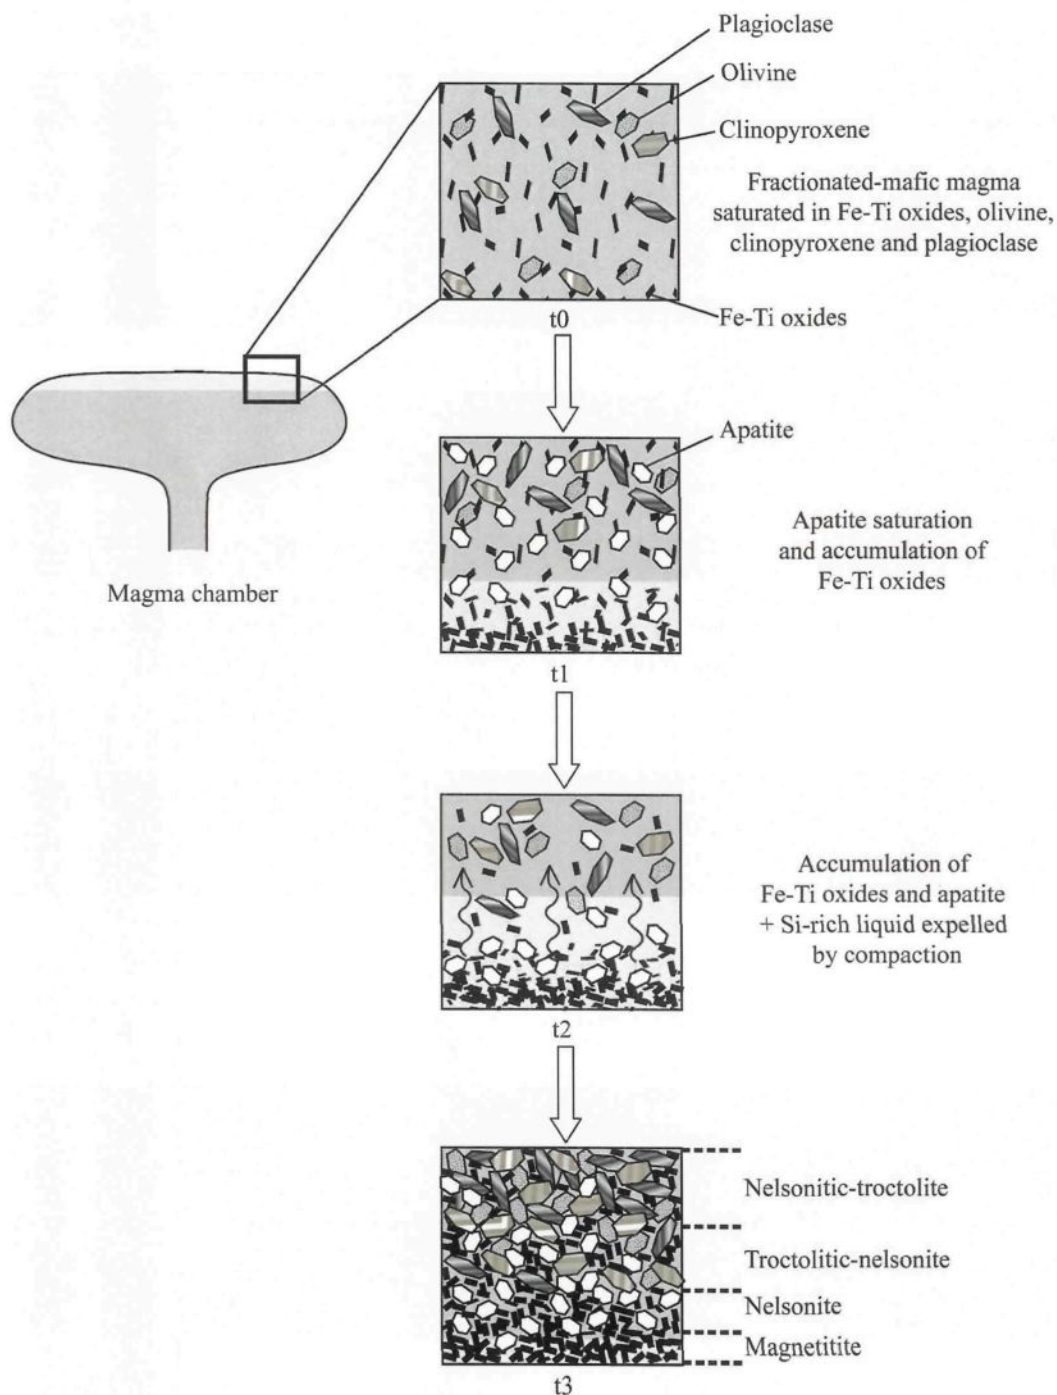 Plagioclase
Olivine
Clinopyroxene
Fractionated-mafic magma
saturated in Fe-Ti oxides, olivine,
clinopyroxene and plagioclase
Fe-Ti oxides
t0
Magma chamber
Apatite
Apatite saturation
and accumulation of
Fe-Ti oxides
t1
Accumulation of
Fe-Ti oxides and apatite
+ Si-rich liquid expelled
by compaction
t2
Nelsonitic-troctolite
Troctolitic-nelsonite
Nelsonite
Magnetitite
t3